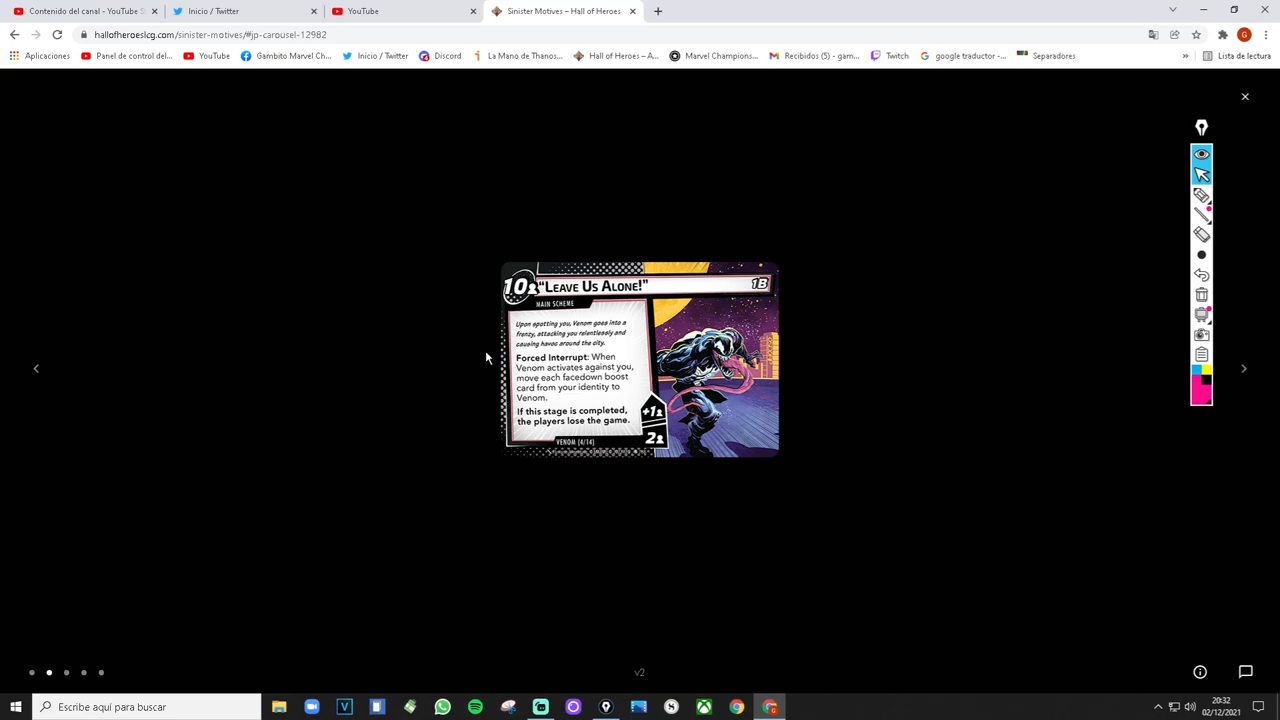 Contenido del canal - YouTube S
Inicio / Twitter
YouTube
Sinister Motives – Hall of Heroes
hallofheroeslcg.com/sinister-motives/#jp-carousel-12982
G
Aplicaciones
Panel de control del...
YouTube
Gambito Marvel Ch...
Inicio / Twitter
Discord
La Mano de Thanos...
Hall of Heroes – A...
Marvel Champions...
Recibidos (5) - gam...
Twitch
google traductor -...
Separadores
»
Lista de lectura
10
"LEAVE US ALONE!"
1B
MAIN SCHEME
Upon spotting you, Venom goes into a
frenzy, attacking you relentlessly and
causing havoc around the city.
Forced Interrupt: When
Venom activates against you,
move each facedown boost
card from your identity to
Venom.
If this stage is completed,
the players lose the game.
+1
2
VENOM (4/14)
v2
Escribe aquí para buscar
20:32
02/12/2021